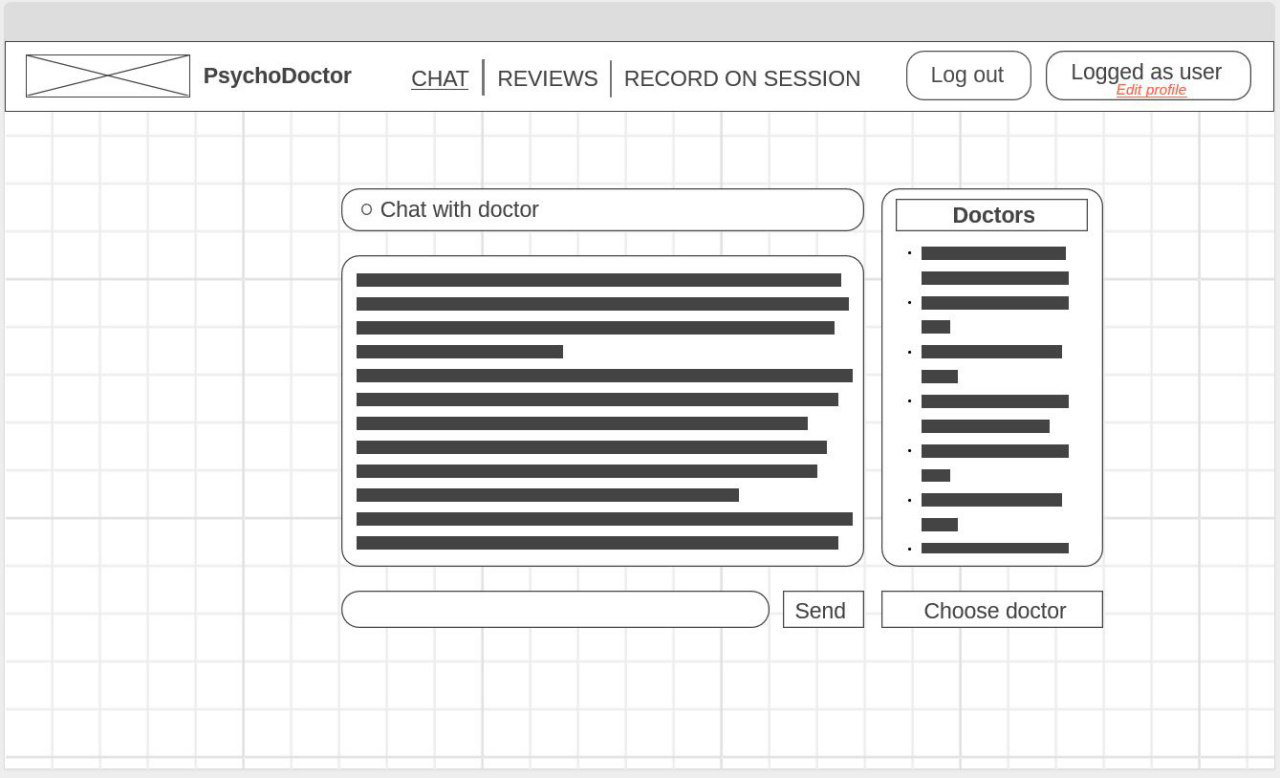 PsychoDoctor
CHAT
REVIEWS
RECORD ON SESSION
Log out
Logged as user
Edit profile
Chat with doctor
Doctors
Send
Choose doctor